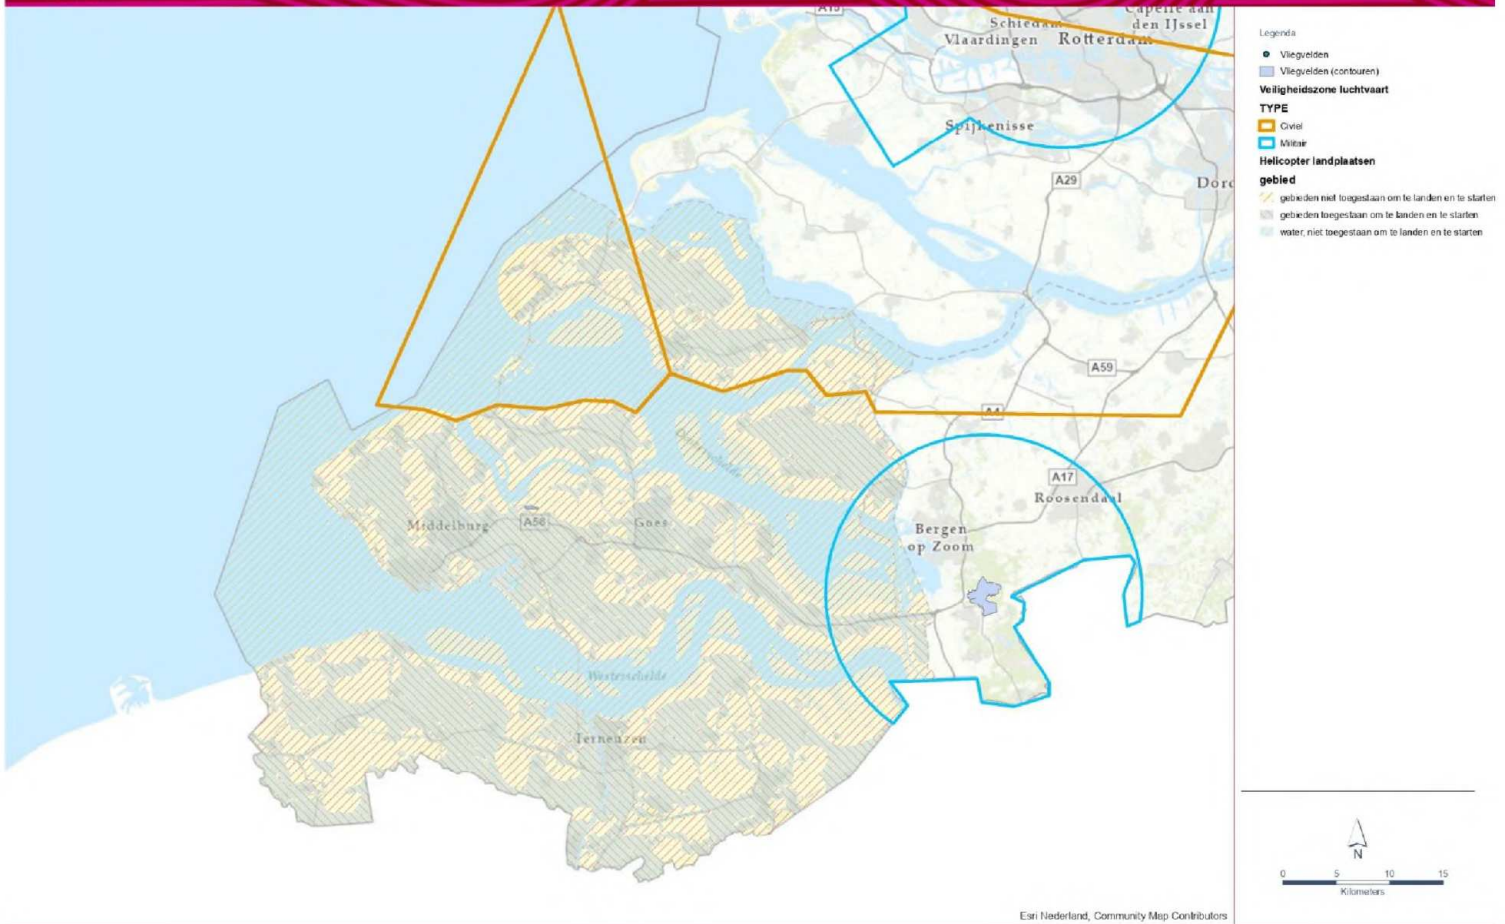 A15
Capelle aan
den IJssel
Schiedam
Vlaardingen
Rotterdam
Spijkenisse
A29
Dord
A59
A4
Oosterschelde
A17
Roosendaal
Middelburg
A58
Goes
Bergen
op Zoom
Westerschelde
Terneuzen
Legenda
Vliegvelden
Vliegvelden (contouren)
Veiligheidszone luchtvaart
TYPE
Civiel
Militair
Helicopter landplaatsen
gebied
gebieden niet toegestaan om te landen en te starten
gebieden toegestaan om te landen en te starten
water, niet toegestaan om te landen en te starten
N
0 5 10 15
Kilometers
Esri Nederland, Community Map Contributors